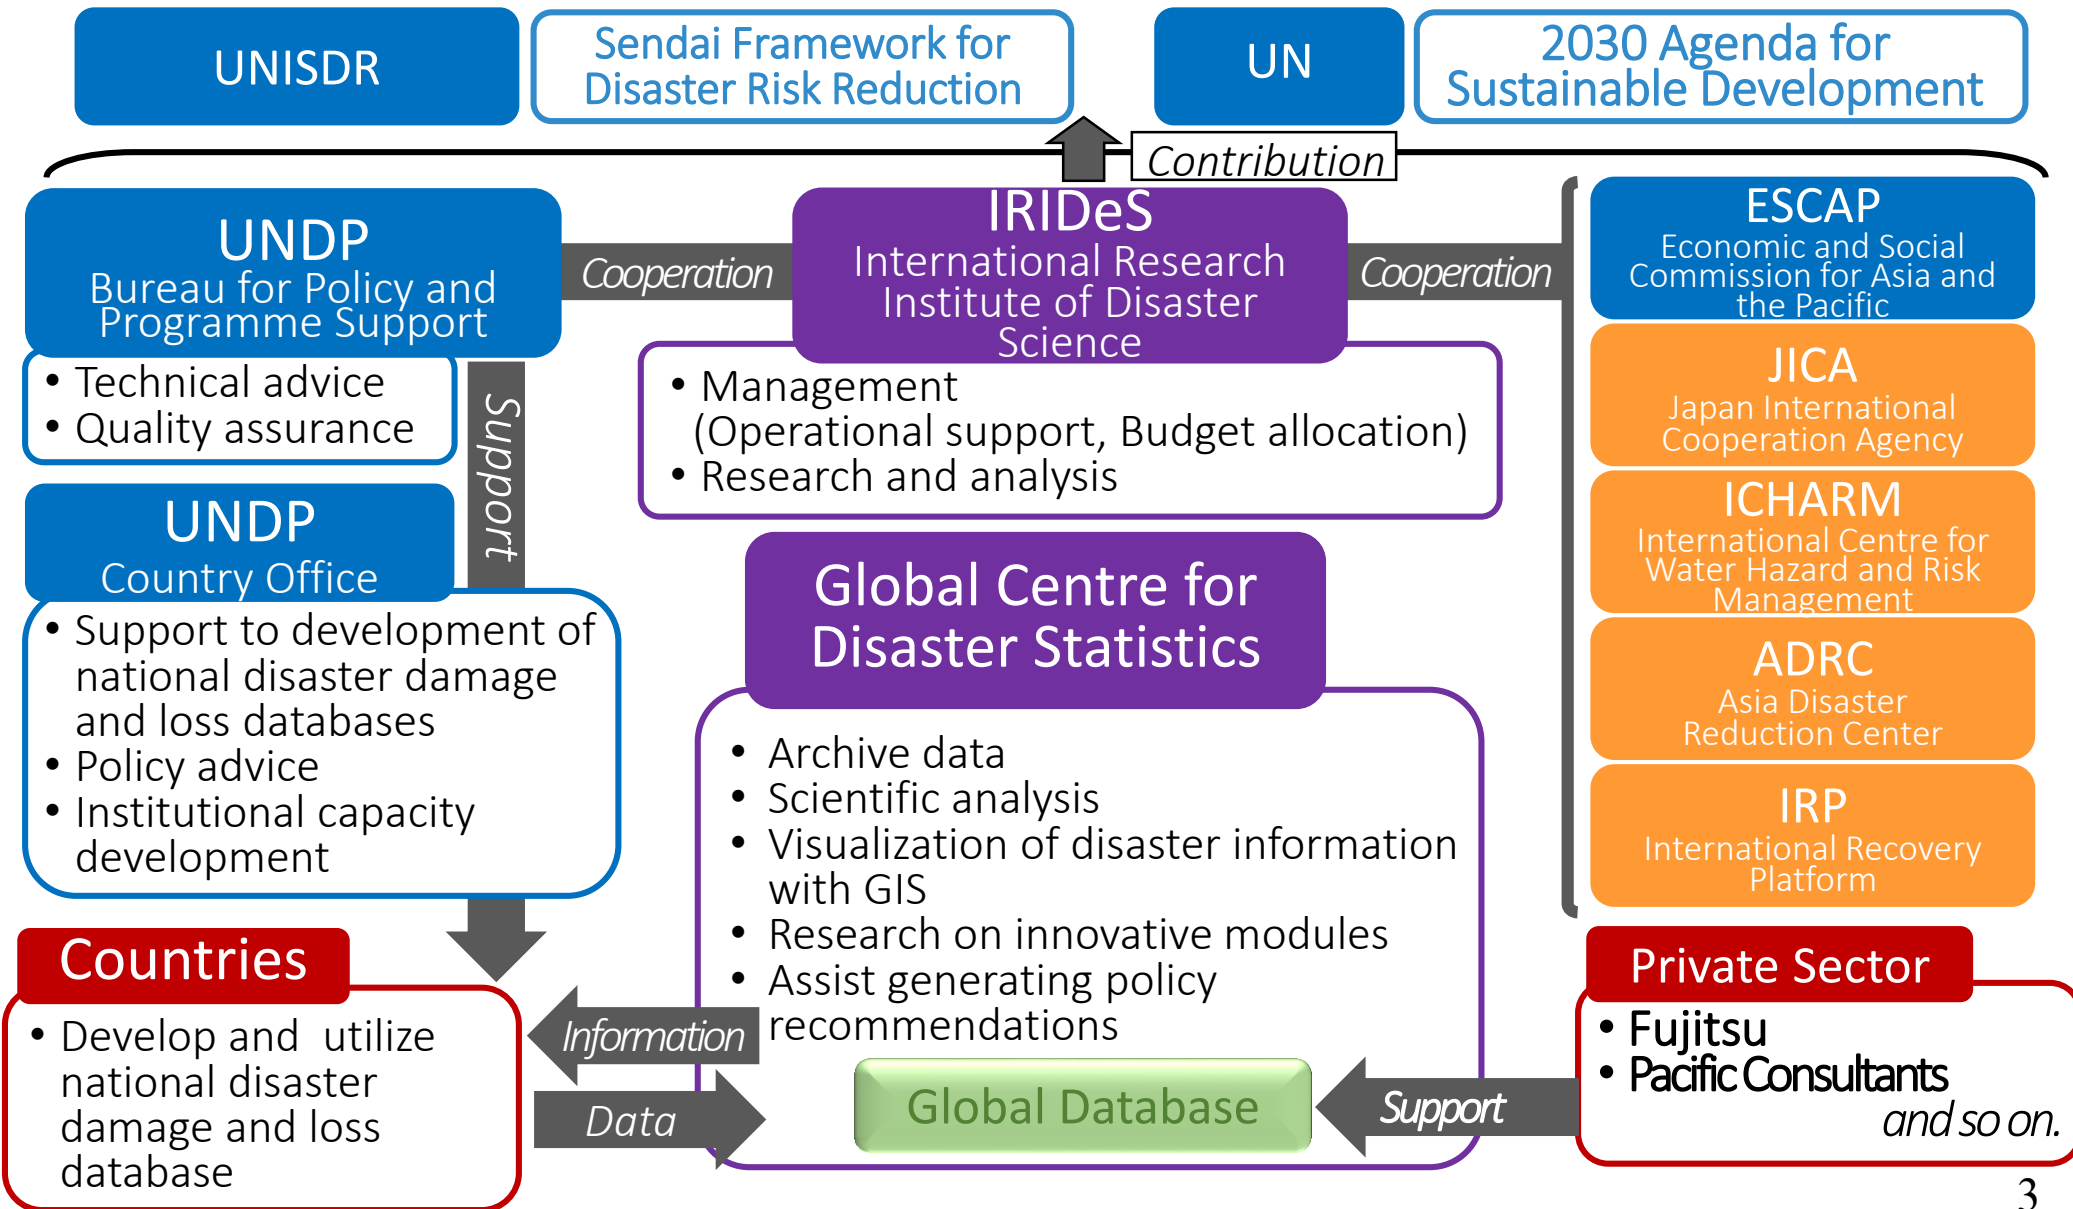 UNISDR
Sendai Framework for
Disaster Risk Reduction
UN
2030 Agenda for
Sustainable Development
Contribution
UNDP
Bureau for Policy and
Programme Support
• Technical advice
• Quality assurance
Cooperation
IRIDeS
International Research
Institute of Disaster
Science
• Management
(Operational support, Budget allocation)
• Research and analysis
Cooperation
ESCAP
Economic and Social
Commission for Asia and
the Pacific
JICA
Japan International
Cooperation Agency
ICHARM
International Centre for
Water Hazard and Risk
Management
ADRC
Asia Disaster
Reduction Center
IRP
International Recovery
Platform
Support
UNDP
Country Office
• Support to development of
national disaster damage
and loss databases
• Policy advice
• Institutional capacity
development
Global Centre for
Disaster Statistics
• Archive data
• Scientific analysis
• Visualization of disaster information
with GIS
• Research on innovative modules
• Assist generating policy
recommendations
Global Database
Countries
• Develop and utilize
national disaster
damage and loss
database
Information
Data
Support
Private Sector
• Fujitsu
• Pacific Consultants
and so on.
3